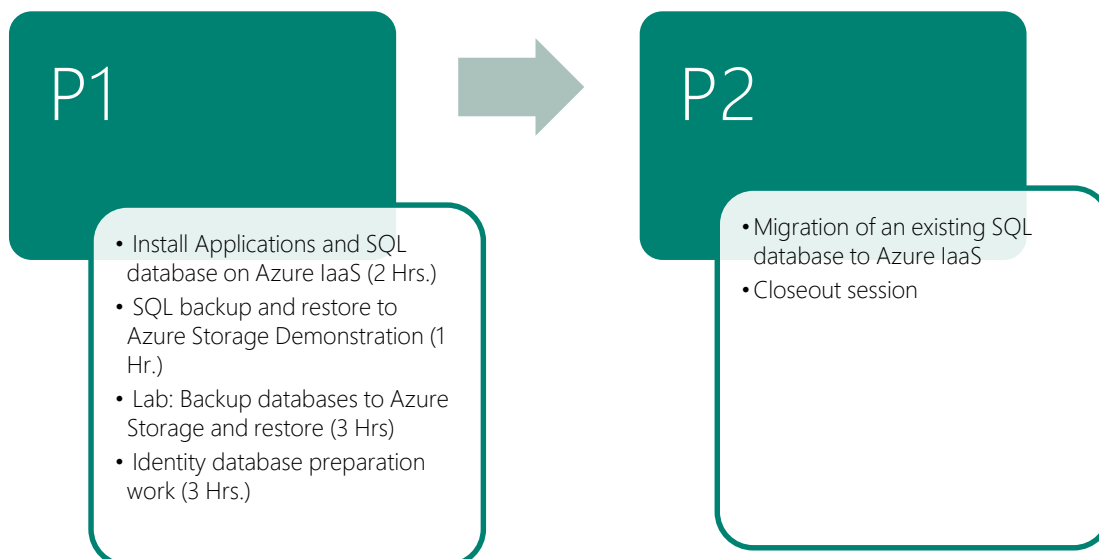 P1
• Install Applications and SQL
database on Azure IaaS (2 Hrs.)
• SQL backup and restore to
Azure Storage Demonstration (1
Hr.)
• Lab: Backup databases to Azure
Storage and restore (3 Hrs)
• Identity database preparation
work (3 Hrs.)
P2
• Migration of an existing SQL
database to Azure IaaS
• Closeout session